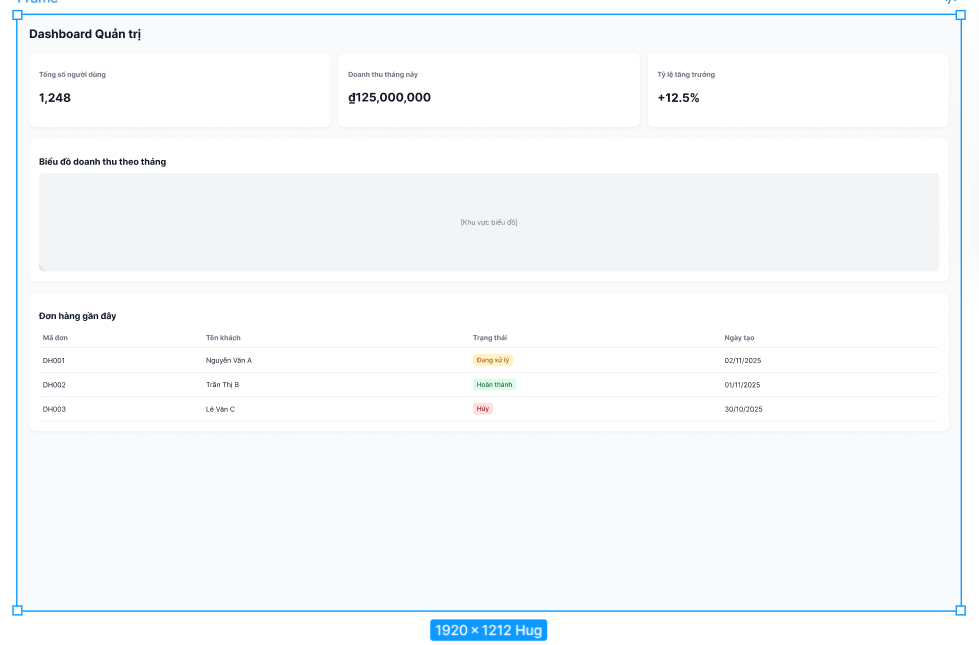 Frame
Dashboard Quản trị
Tổng số người dùng
1,248
Doanh thu tháng này
₫125,000,000
Tỷ lệ tăng trưởng
+12.5%
Biểu đồ doanh thu theo tháng
[Khu vực biểu đồ]
Đơn hàng gần đây
Mã đơn Tên khách Trạng thái Ngày tạo
DH001 Nguyễn Văn A Đang xử lý 02/11/2025
DH002 Trần Thị B Hoàn thành 01/11/2025
DH003 Lê Văn C Hủy 30/10/2025
1920 × 1212 Hug